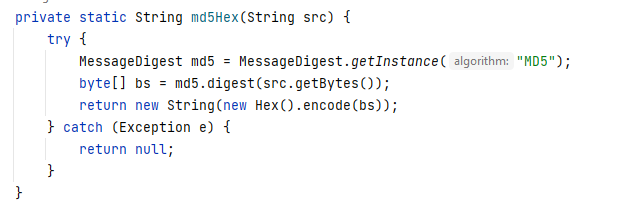 private static String md5Hex(String src) {
    try {
        MessageDigest md5 = MessageDigest.getInstance( algorithm: "MD5");
        byte[] bs = md5.digest(src.getBytes());
        return new String(new Hex().encode(bs));
    } catch (Exception e) {
        return null;
    }
}